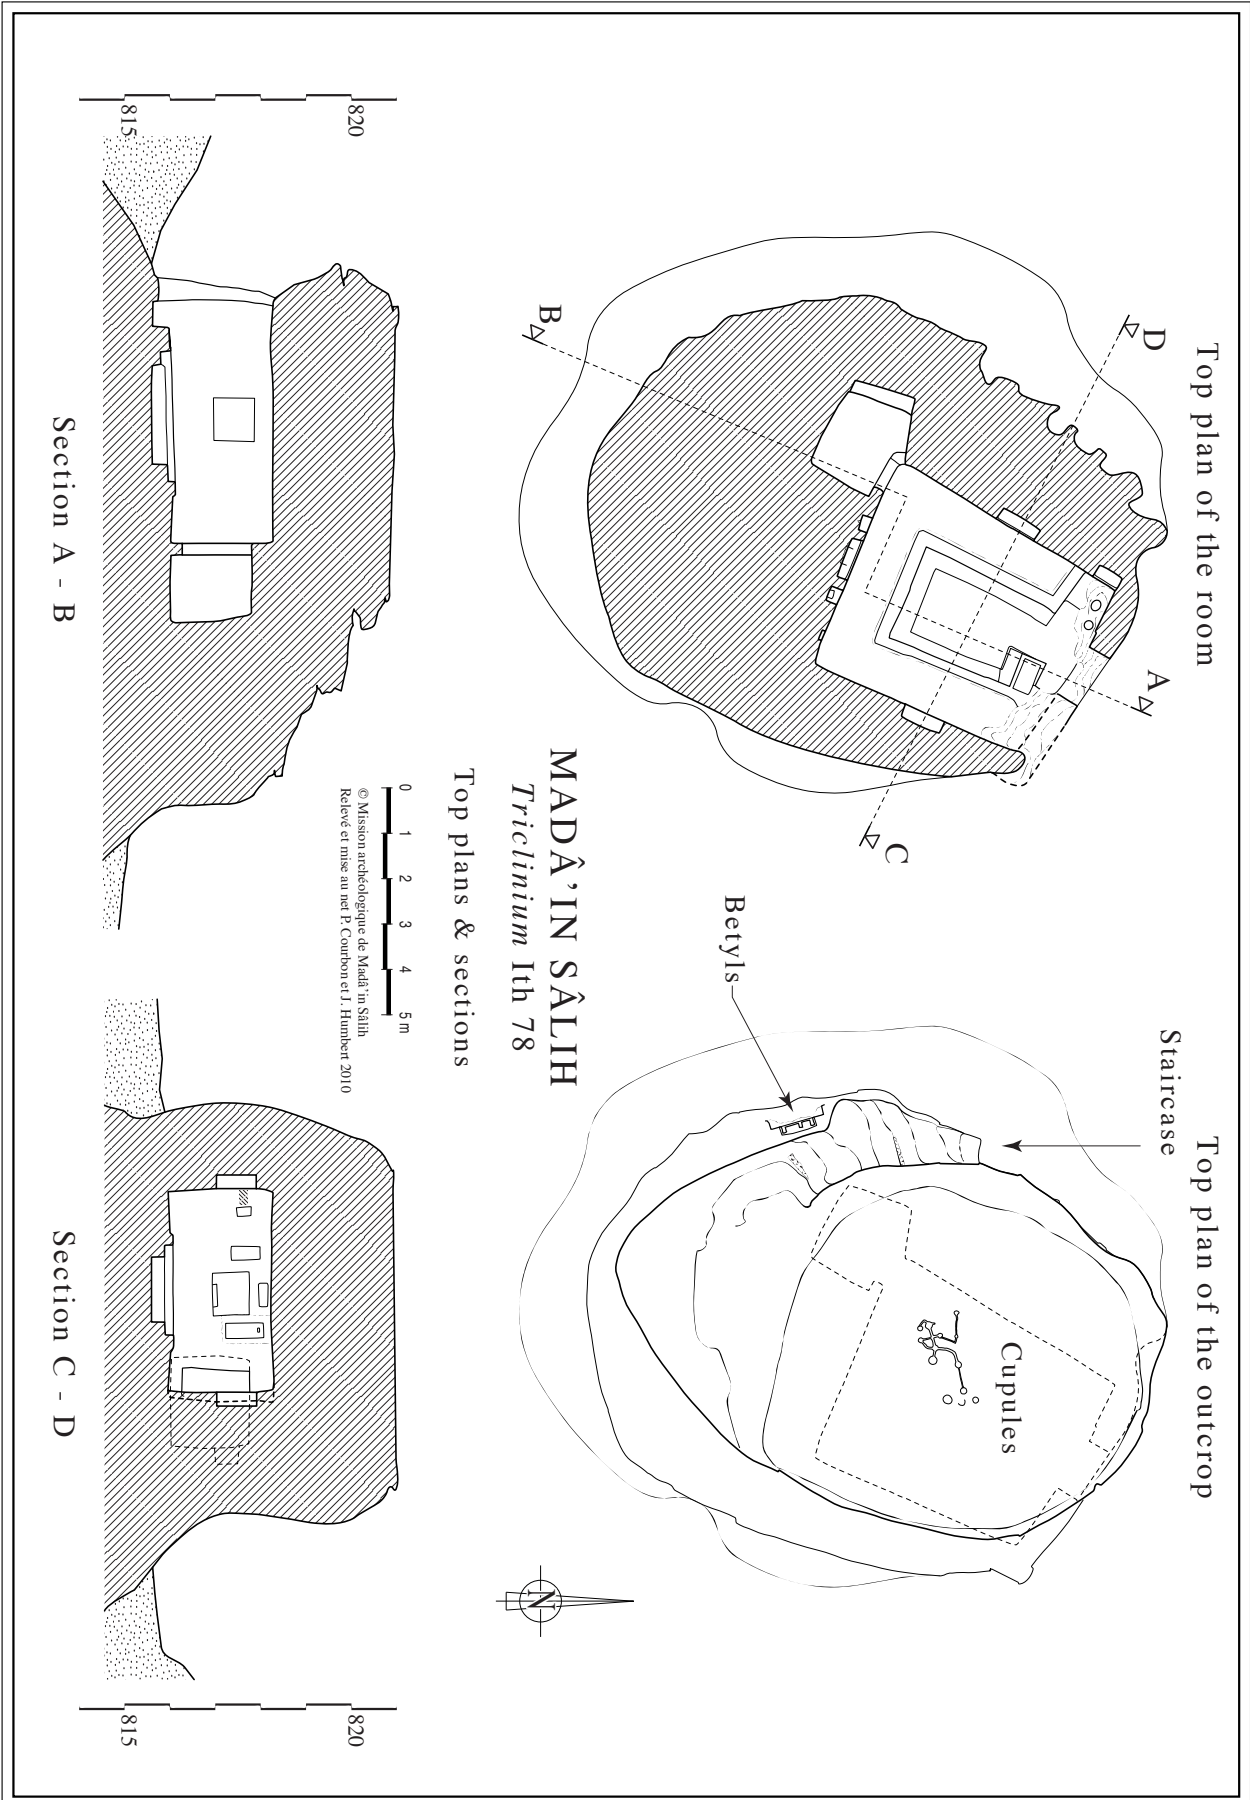 Top plan of the room
D
B
A
C
Top plan of the outcrop
Staircase
Betyls
Cupules
MADÂ'IN SÂLIH
Triclinium Ith 78
Top plans & sections
0 1 2 3 4 5 m
© Mission archéologique de Madâ'in Sâlih
Relevé et mise au net P. Courbon et J. Humbert 2010
N
820
815
Section A - B
820
815
Section C - D